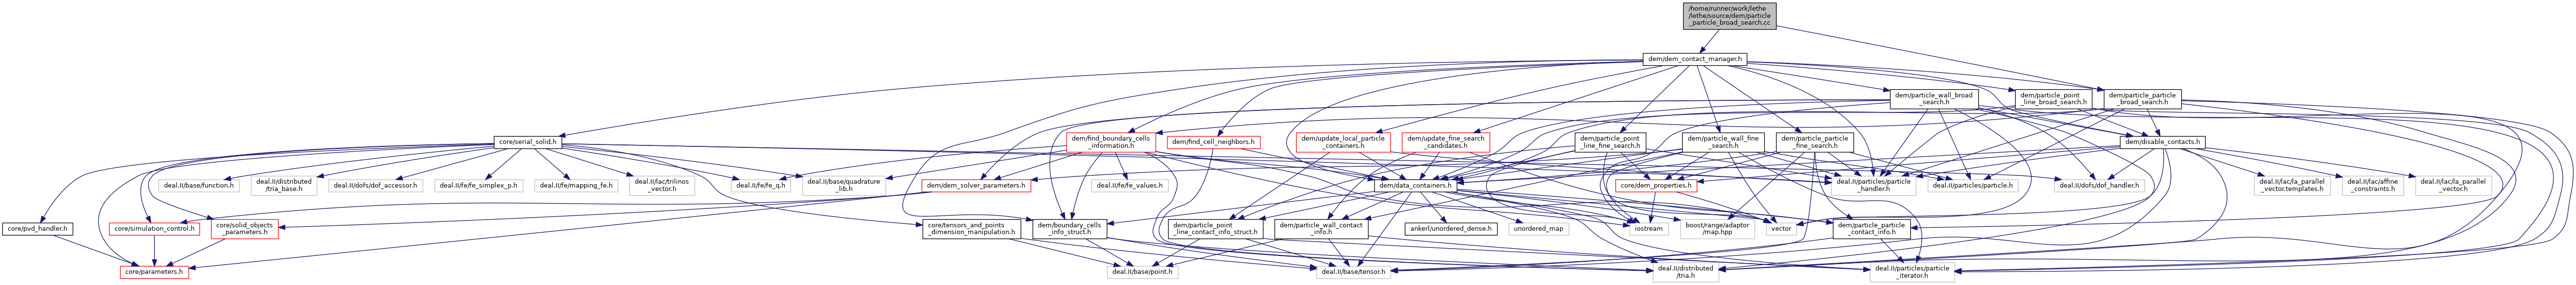 /home/runner/work/lethe
/lethe/source/dem/particle
_particle_broad_search.cc
dem/dem_contact_manager.h
dem/particle_wall_broad
_search.h
dem/particle_point
_line_broad_search.h
dem/particle_particle
_broad_search.h
core/serial_solid.h
dem/find_boundary_cells
_information.h
dem/find_cell_neighbors.h
dem/update_local_particle
_containers.h
dem/update_fine_search
_candidates.h
dem/particle_point
_line_fine_search.h
dem/particle_wall_fine
_search.h
dem/particle_particle
_fine_search.h
dem/disable_contacts.h
deal.II/base/function.h
deal.II/distributed
/tria_base.h
deal.II/dofs/dof_accessor.h
deal.II/fe/fe_simplex_p.h
deal.II/fe/mapping_fe.h
deal.II/lac/trilinos
_vector.h
deal.II/fe/fe_q.h
deal.II/base/quadrature
_lib.h
dem/dem_solver_parameters.h
deal.II/fe/fe_values.h
dem/data_containers.h
core/dem_properties.h
deal.II/particles/particle
_handler.h
deal.II/particles/particle.h
deal.II/dofs/dof_handler.h
deal.II/lac/la_parallel
_vector.templates.h
deal.II/lac/affine
_constraints.h
deal.II/lac/la_parallel
_vector.h
core/pvd_handler.h
core/simulation_control.h
core/solid_objects
_parameters.h
core/tensors_and_points
_dimension_manipulation.h
dem/boundary_cells
_info_struct.h
dem/particle_point
_line_contact_info_struct.h
dem/particle_wall_contact
_info.h
ankerl/unordered_dense.h
unordered_map
iostream
boost/range/adaptor
/map.hpp
vector
dem/particle_particle
_contact_info.h
core/parameters.h
deal.II/base/point.h
deal.II/base/tensor.h
deal.II/distributed
/tria.h
deal.II/particles/particle
_iterator.h